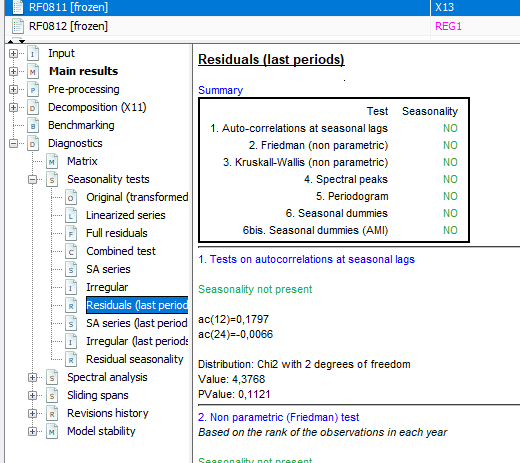 RF0811 [frozen] X13
RF0812 [frozen] REG1
Input
Main results
Pre-processing
Decomposition (X11)
Benchmarking
Diagnostics
Matrix
Seasonality tests
Original (transformed
Linearized series
Full residuals
Combined test
SA series
Irregular
Residuals (last period
SA series (last period
Irregular (last periods
Residual seasonality
Spectral analysis
Sliding spans
Revisions history
Model stability
Residuals (last periods)
Summary
Test Seasonality
1. Auto-correlations at seasonal lags NO
2. Friedman (non parametric) NO
3. Kruskall-Wallis (non parametric) NO
4. Spectral peaks NO
5. Periodogram NO
6. Seasonal dummies NO
6bis. Seasonal dummies (AMI) NO
1. Tests on autocorrelations at seasonal lags
Seasonality not present
ac(12)=0,1797
ac(24)=-0,0066
Distribution: Chi2 with 2 degrees of freedom
Value: 4,3768
PValue: 0,1121
2. Non parametric (Friedman) test
Based on the rank of the observations in each year
Seasonality not present